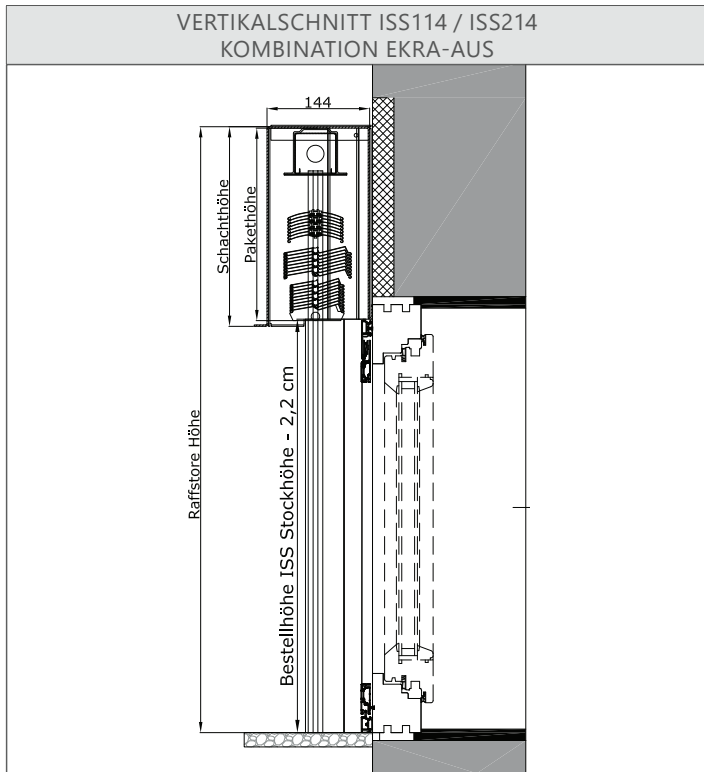 VERTIKALSCHNITT ISS114 / ISS214
KOMBINATION EKRA-AUS
144
Schachthöhe
Pakethöhe
Raffstore Höhe
Bestellhöhe ISS Stockhöhe - 2,2 cm